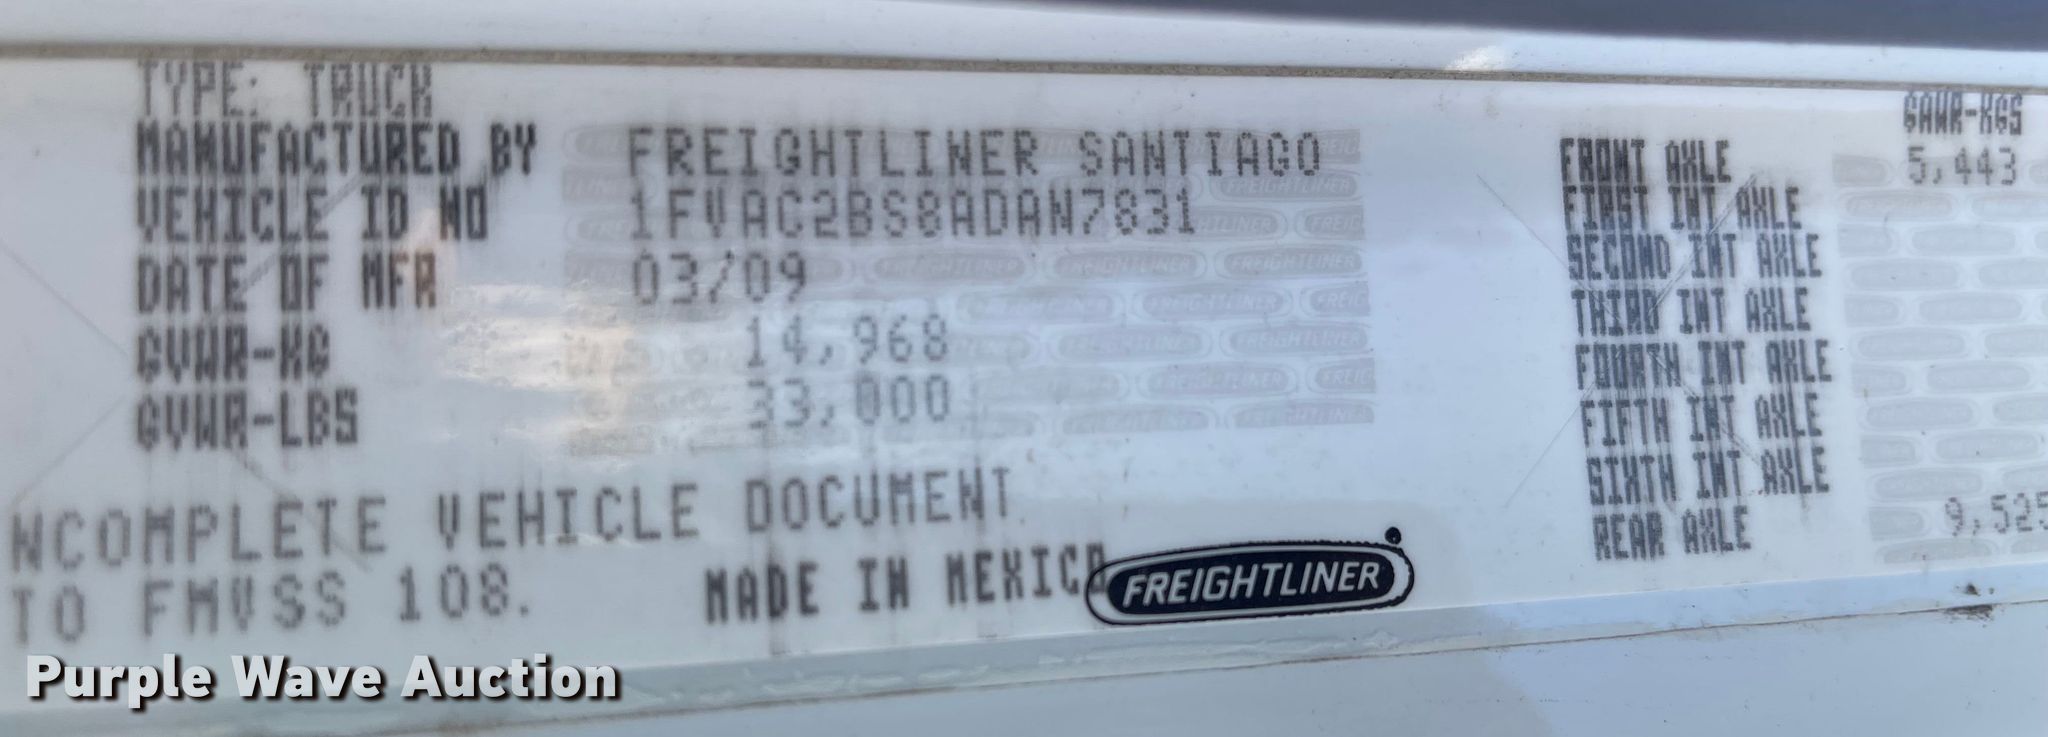 TYPE: TRUCK
MANUFACTURED BY FREIGHTLINER SANTIAGO
VEHICLE ID NO 1FVAC2BS8ADAN7831
DATE OF MFR 03/09
GVWR-KG 14,968
GVWR-LBS 33,000
NCOMPLETE VEHICLE DOCUMENT
TO FMVSS 108.
MADE IN MEXICO FREIGHTLINER
GAWR-KGS
FRONT AXLE 5,443
FIRST INT AXLE
SECOND INT AXLE
THIRD INT AXLE
FOURTH INT AXLE
FIFTH INT AXLE
SIXTH INT AXLE
REAR AXLE 9,525
Purple Wave Auction